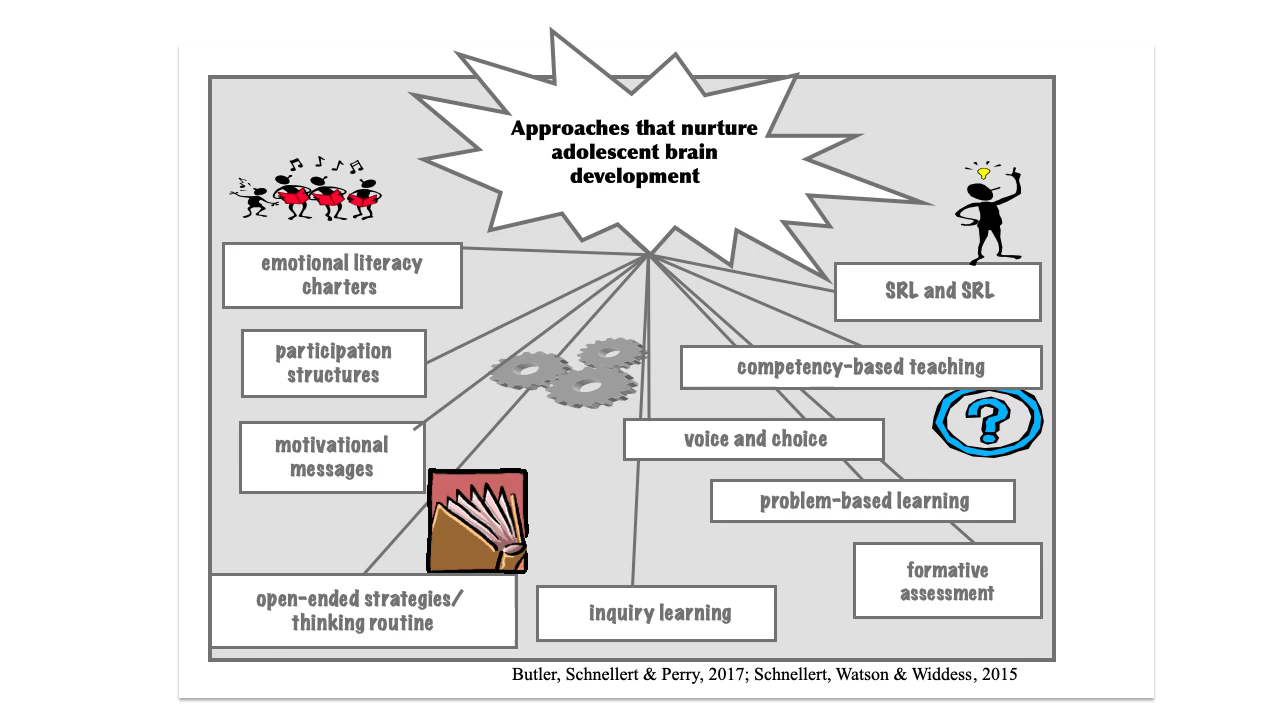 Approaches that nurture
adolescent brain
development
emotional literacy
charters
SRL and SRL
participation
structures
competency-based teaching
motivational
messages
voice and choice
problem-based learning
formative
assessment
open-ended strategies/
thinking routine
inquiry learning
Butler, Schnellert & Perry, 2017; Schnellert, Watson & Widdess, 2015